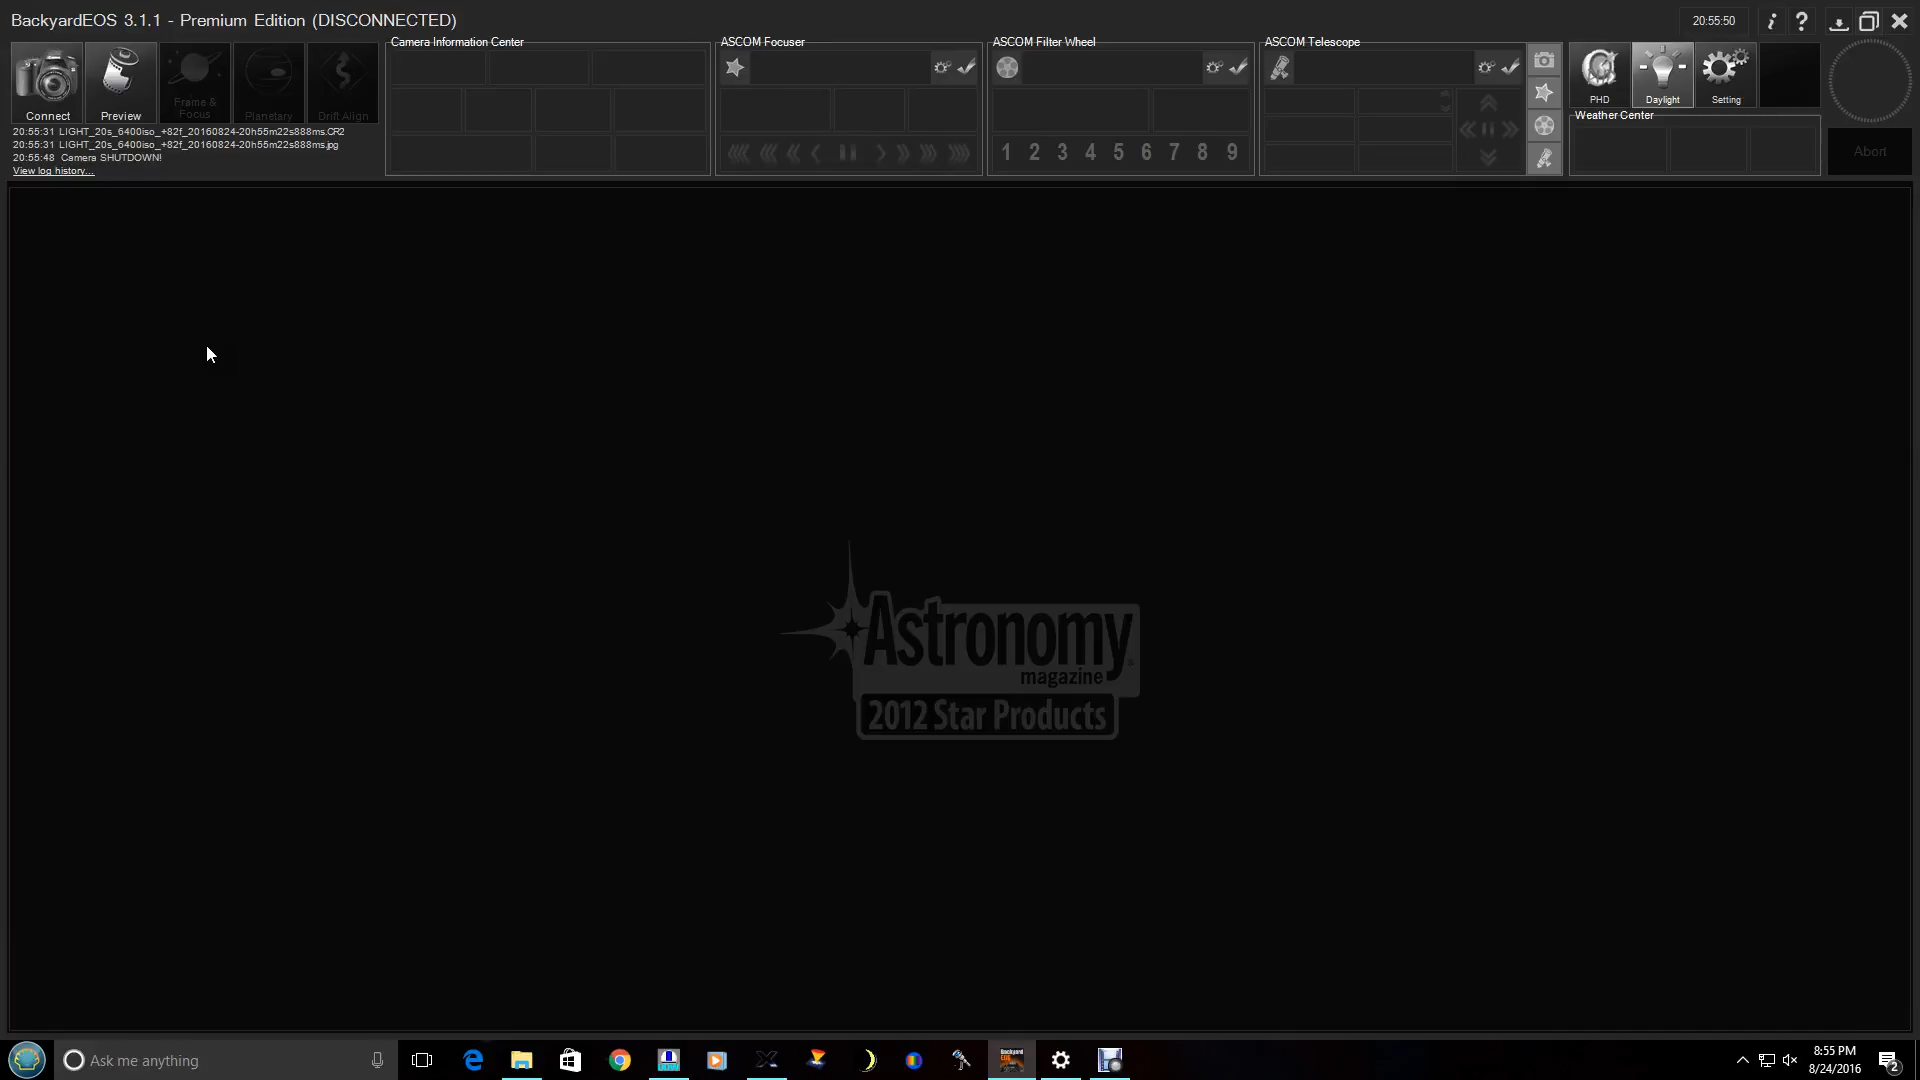 BackyardEOS 3.1.1 - Premium Edition (DISCONNECTED)
20:55:50
Connect
Preview
Frame & Focus
Planetary
Drift Align
20:55:31 LIGHT_20s_6400iso_+82f_20160824-20h55m22s888ms.CR2
20:55:31 LIGHT_20s_6400iso_+82f_20160824-20h55m22s888ms.jpg
20:55:48 Camera SHUTDOWN!
View log history...
Camera Information Center
ASCOM Focuser
ASCOM Filter Wheel
1 2 3 4 5 6 7 8 9
ASCOM Telescope
PHD
Daylight
Setting
Weather Center
Abort
Astronomy
magazine
2012 Star Products
Ask me anything
Backyard
EOS
8:55 PM
8/24/2016
2